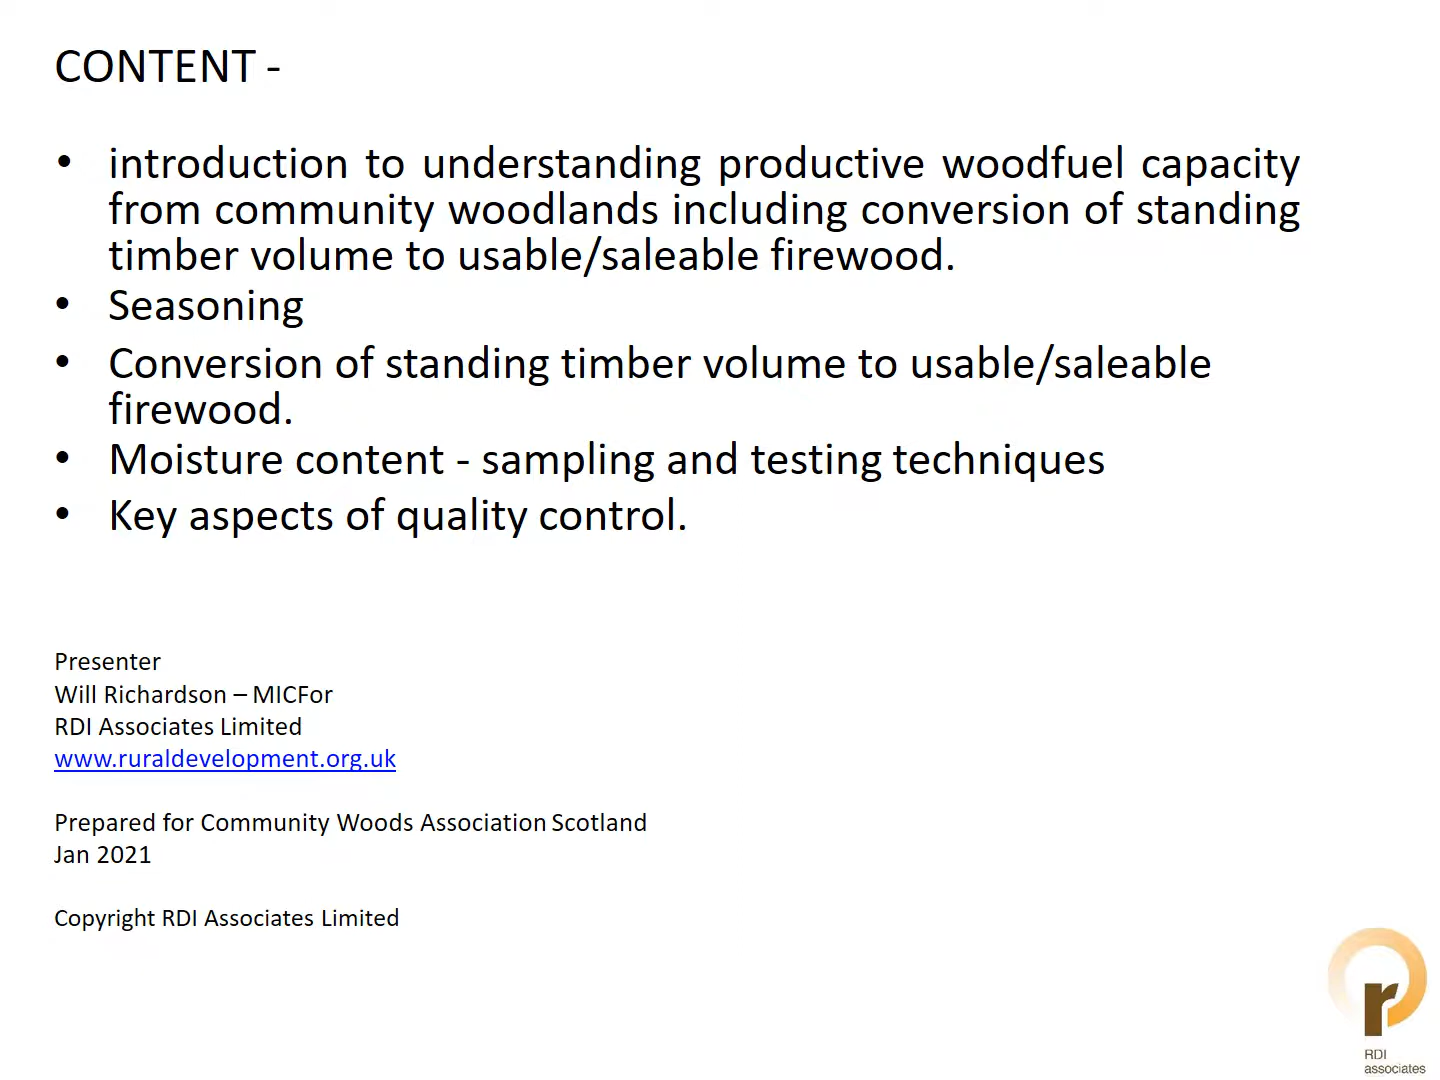 CONTENT -
• introduction to understanding productive woodfuel capacity
from community woodlands including conversion of standing
timber volume to usable/saleable firewood.
• Seasoning
• Conversion of standing timber volume to usable/saleable
firewood.
• Moisture content - sampling and testing techniques
• Key aspects of quality control.
Presenter
Will Richardson – MICFor
RDI Associates Limited
www.ruraldevelopment.org.uk
Prepared for Community Woods Association Scotland
Jan 2021
Copyright RDI Associates Limited
r
RDI
associates